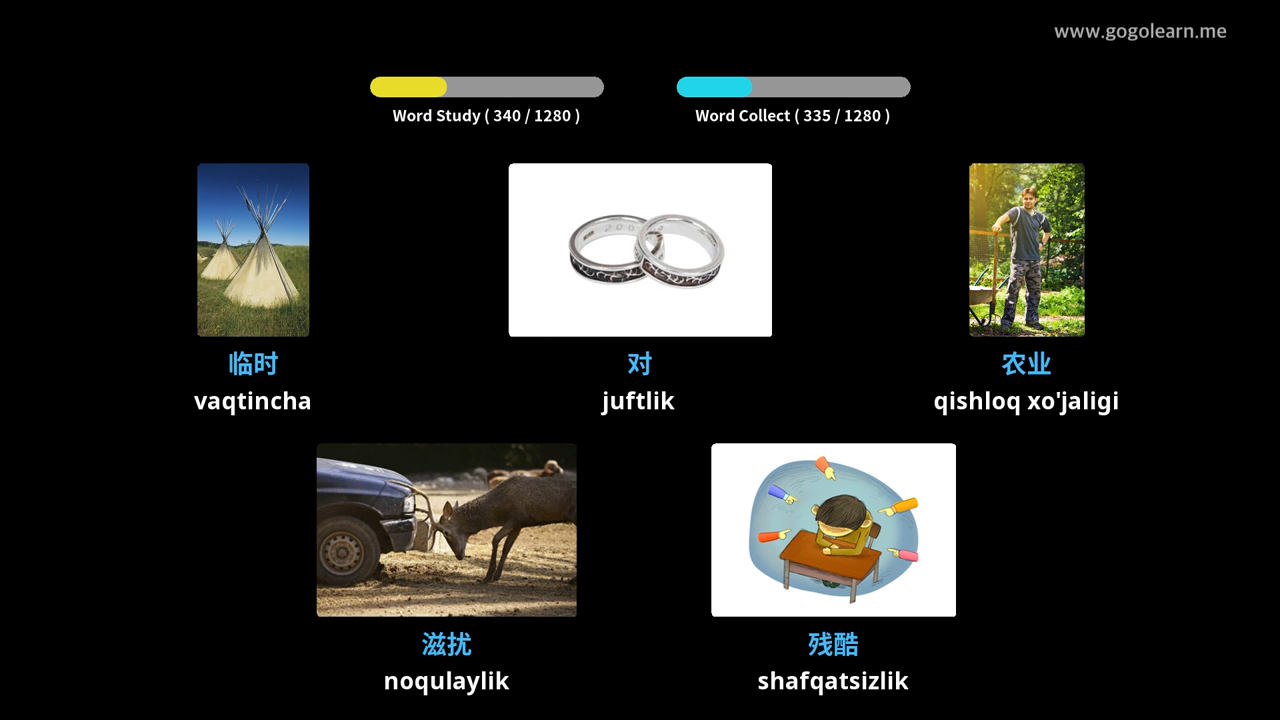 www.gogolearn.me
Word Study ( 340 / 1280 )
Word Collect ( 335 / 1280 )
临时
vaqtincha
对
juftlik
农业
qishloq xo'jaligi
滋扰
noqulaylik
残酷
shafqatsizlik